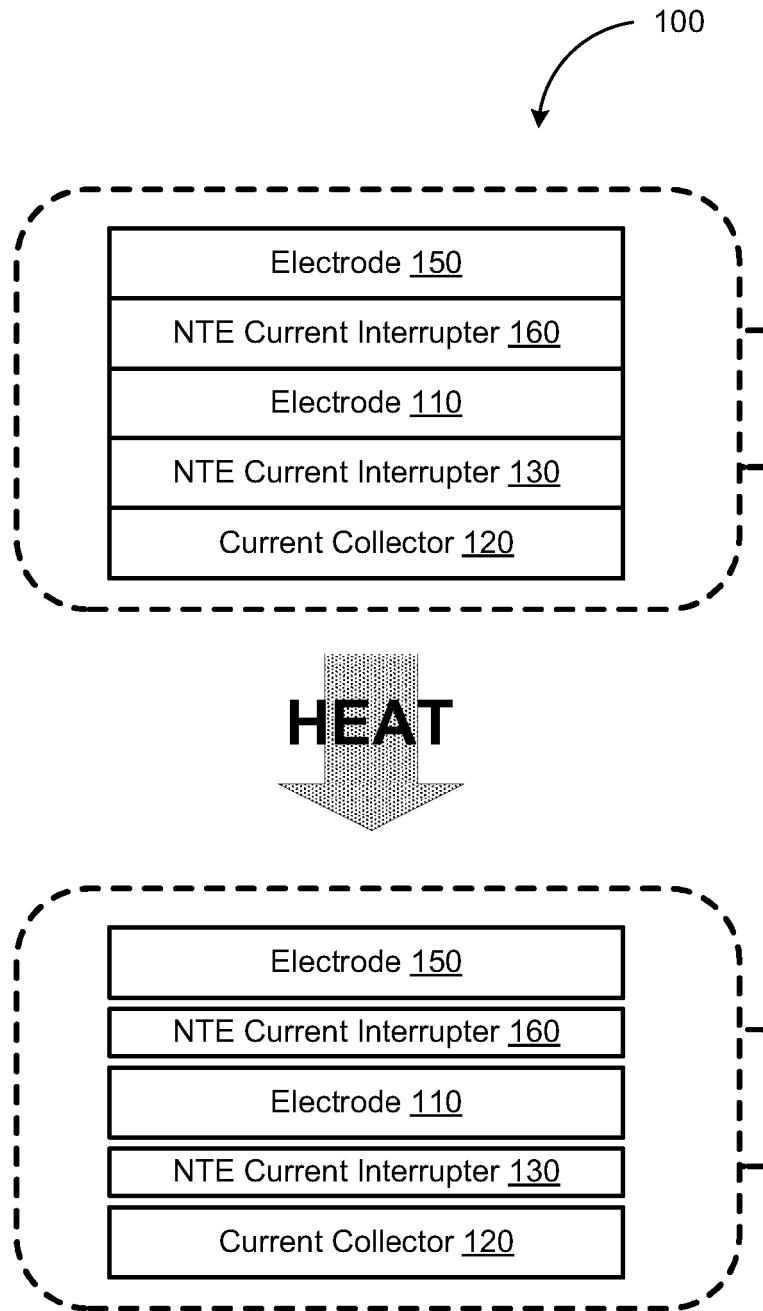 100
Electrode 150
NTE Current Interrupter 160
Electrode 110
NTE Current Interrupter 130
Current Collector 120
HEAT
Electrode 150
NTE Current Interrupter 160
Electrode 110
NTE Current Interrupter 130
Current Collector 120